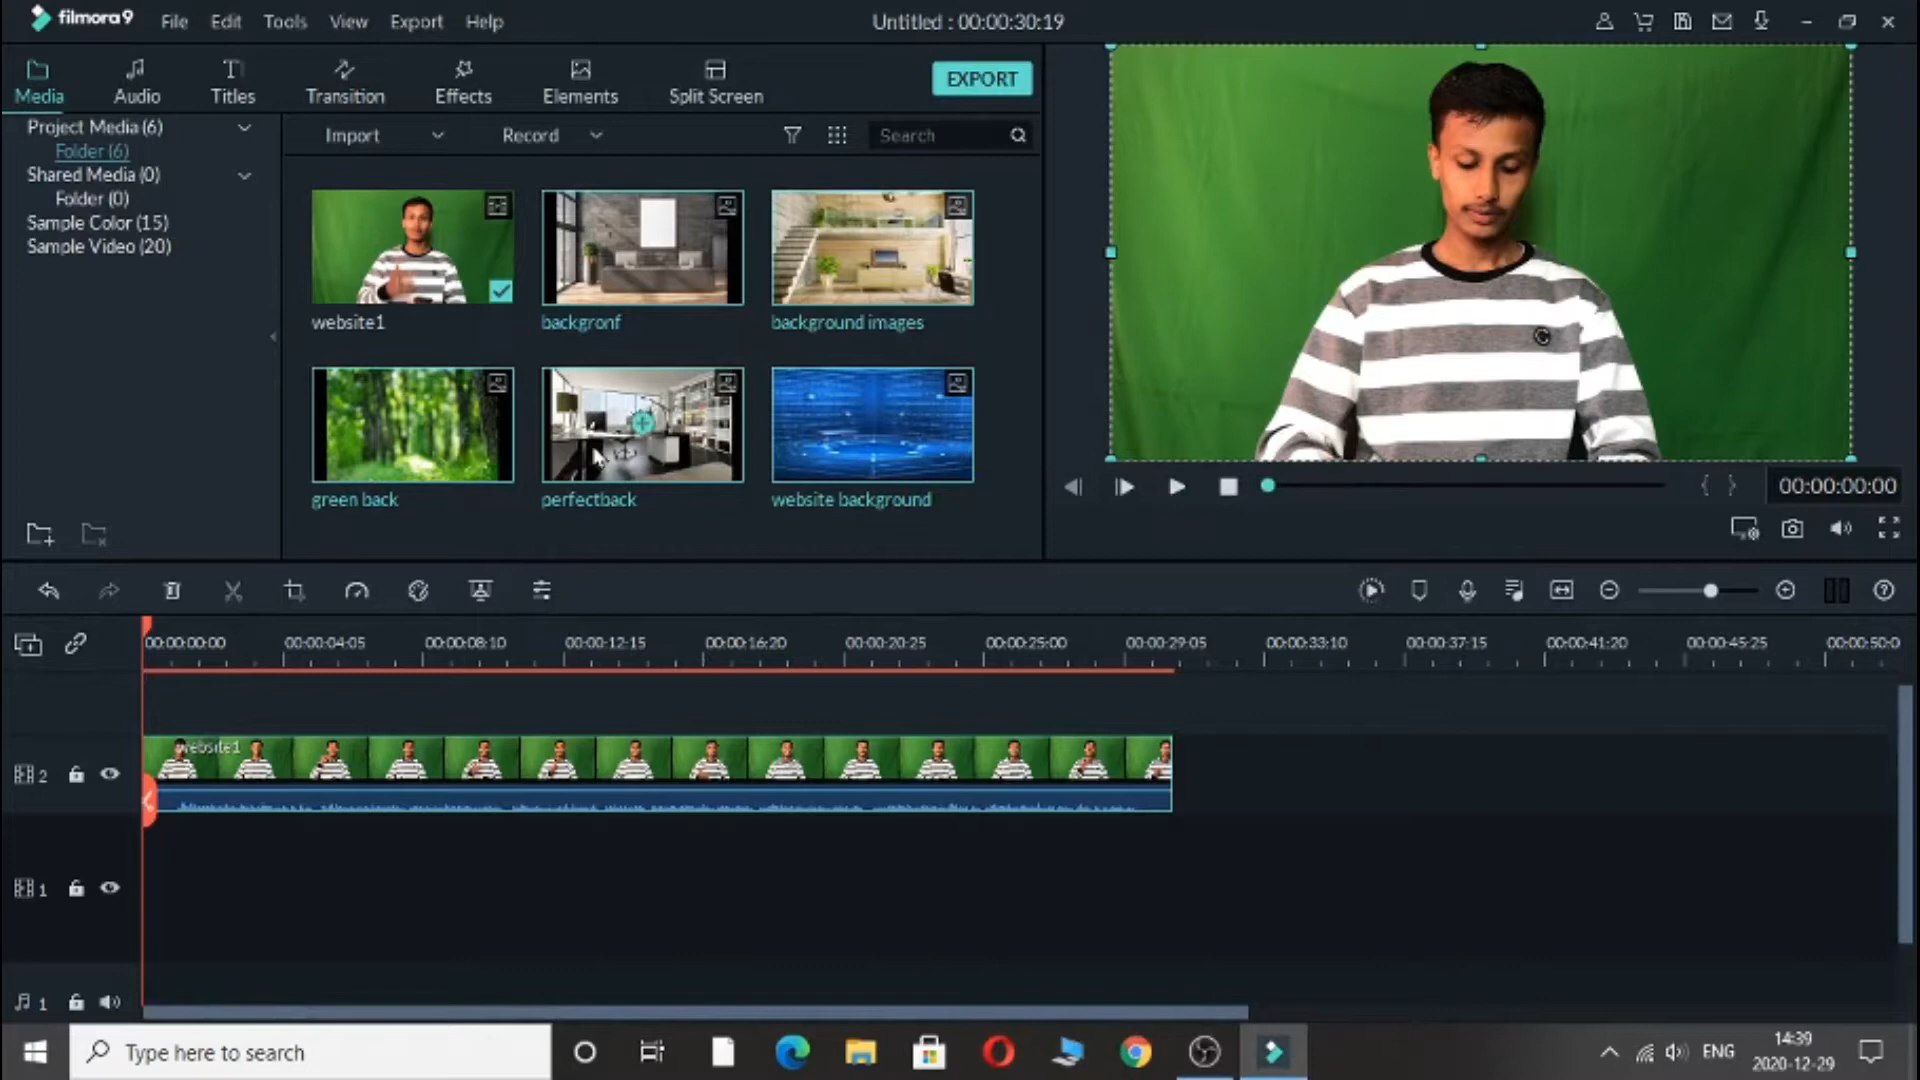 filmora9 File Edit Tools View Export Help Untitled : 00:00:30:19
Media Audio Titles Transition Effects Elements Split Screen EXPORT
Project Media (6)
Folder (6)
Shared Media (0)
Folder (0)
Sample Color (15)
Sample Video (20)
Import Record Search
website1 backgronf background images
green back perfectback website background
00:00:00:00
00:00:00:00 00:00:04:05 00:00:08:10 00:00:12:15 00:00:16:20 00:00:20:25 00:00:25:00 00:00:29:05 00:00:33:10 00:00:37:15 00:00:41:20 00:00:45:25 00:00:50:0
website1
2
1
1
Type here to search
ENG
14:39
2020-12-29